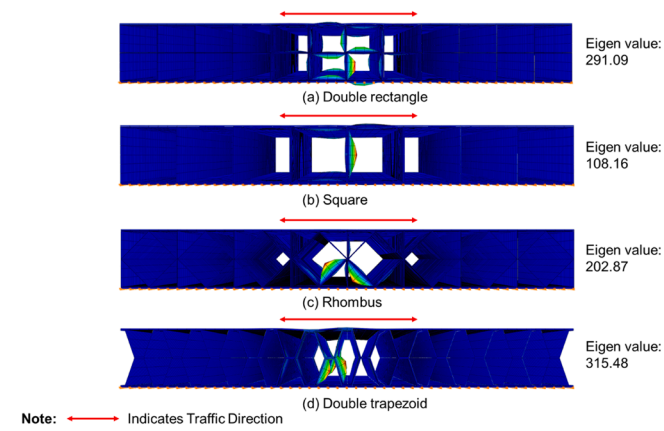 Eigen value:
291.09
(a) Double rectangle
Eigen value:
108.16
(b) Square
Eigen value:
202.87
(c) Rhombus
Eigen value:
315.48
(d) Double trapezoid
Note: Indicates Traffic Direction